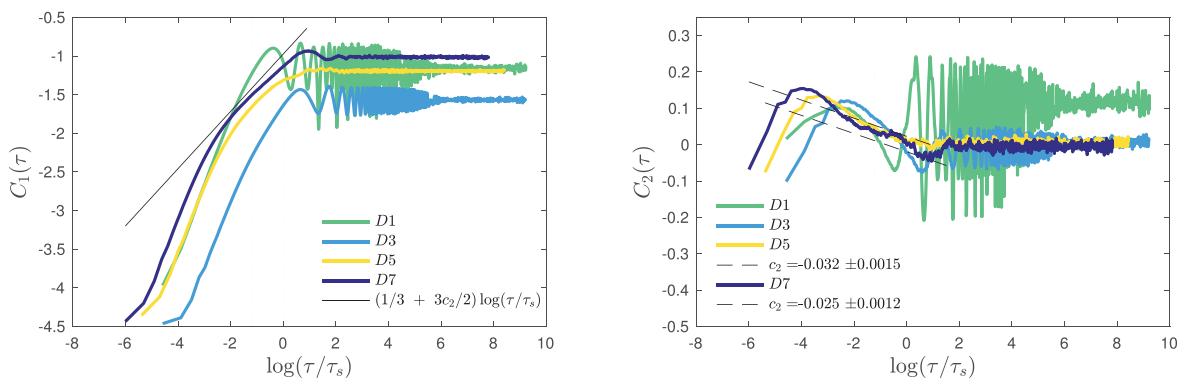 -0.5
-1
-1.5
-2
-2.5
-3
-3.5
-4
-4.5
C₁(τ)
D1
D3
D5
D7
(1/3 + 3c₂/2) log(τ/τₛ)
-8 -6 -4 -2 0 2 4 6 8 10
log(τ/τₛ)
0.3
0.2
0.1
0
-0.1
-0.2
-0.3
-0.4
-0.5
C₂(τ)
D1
D3
D5
c₂ =-0.032 ±0.0015
D7
c₂ =-0.025 ±0.0012
-8 -6 -4 -2 0 2 4 6 8 10
log(τ/τₛ)